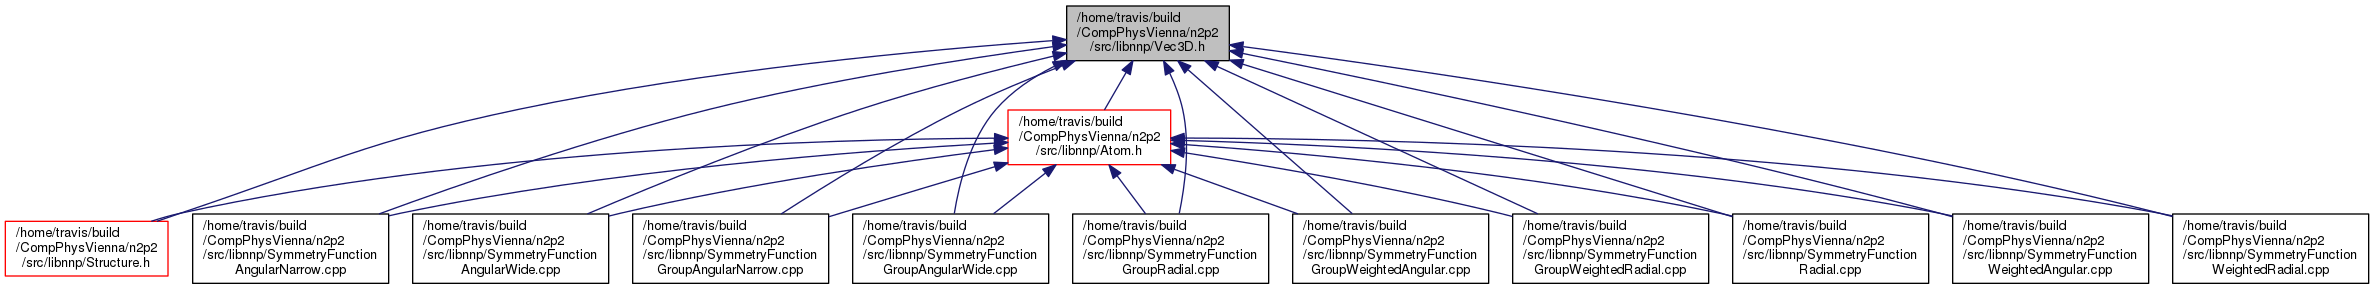 /home/travis/build
/CompPhysVienna/n2p2
/src/libnnp/Vec3D.h
/home/travis/build
/CompPhysVienna/n2p2
/src/libnnp/Atom.h
/home/travis/build
/CompPhysVienna/n2p2
/src/libnnp/Structure.h
/home/travis/build
/CompPhysVienna/n2p2
/src/libnnp/SymmetryFunction
AngularNarrow.cpp
/home/travis/build
/CompPhysVienna/n2p2
/src/libnnp/SymmetryFunction
AngularWide.cpp
/home/travis/build
/CompPhysVienna/n2p2
/src/libnnp/SymmetryFunction
GroupAngularNarrow.cpp
/home/travis/build
/CompPhysVienna/n2p2
/src/libnnp/SymmetryFunction
GroupAngularWide.cpp
/home/travis/build
/CompPhysVienna/n2p2
/src/libnnp/SymmetryFunction
GroupRadial.cpp
/home/travis/build
/CompPhysVienna/n2p2
/src/libnnp/SymmetryFunction
GroupWeightedAngular.cpp
/home/travis/build
/CompPhysVienna/n2p2
/src/libnnp/SymmetryFunction
GroupWeightedRadial.cpp
/home/travis/build
/CompPhysVienna/n2p2
/src/libnnp/SymmetryFunction
Radial.cpp
/home/travis/build
/CompPhysVienna/n2p2
/src/libnnp/SymmetryFunction
WeightedAngular.cpp
/home/travis/build
/CompPhysVienna/n2p2
/src/libnnp/SymmetryFunction
WeightedRadial.cpp